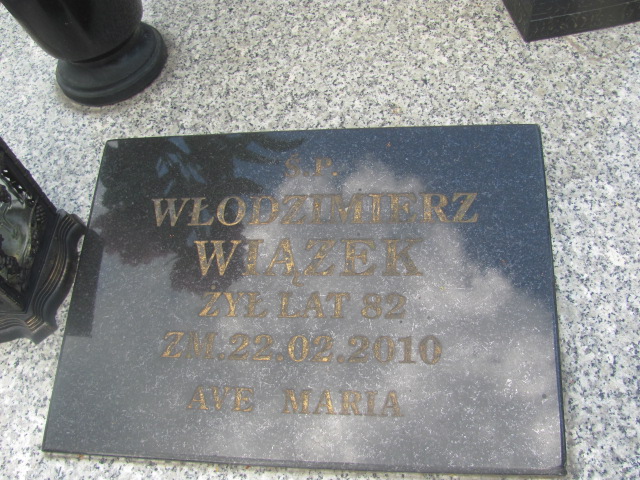 Ś.P.
WŁODZIMIERZ
WIĄZEK
ŻYŁ LAT 82
ZM.22.02.2010
AVE MARIA